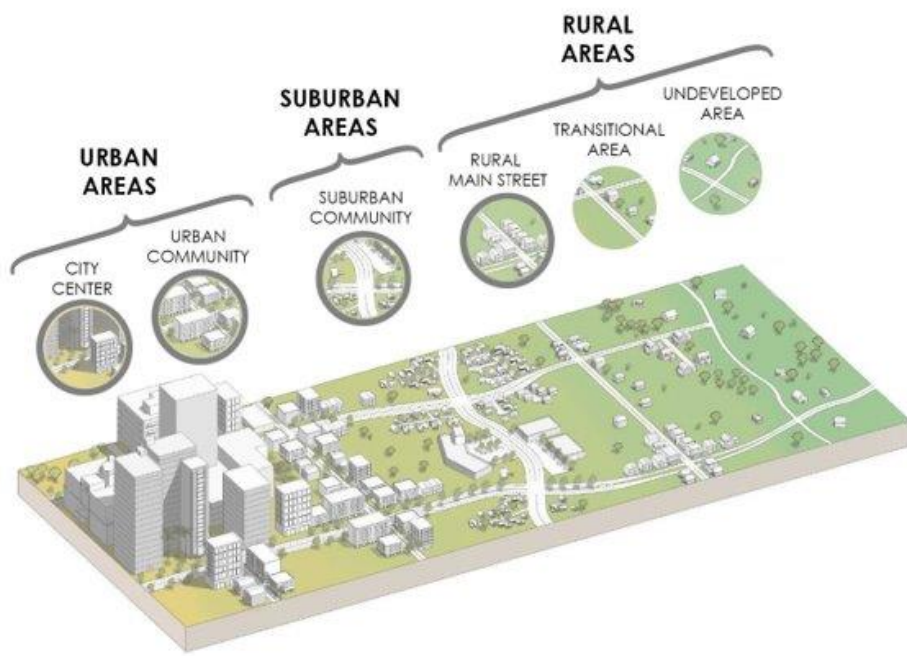 URBAN
AREAS
CITY
CENTER
URBAN
COMMUNITY
SUBURBAN
AREAS
SUBURBAN
COMMUNITY
RURAL
AREAS
RURAL
MAIN STREET
TRANSITIONAL
AREA
UNDEVELOPED
AREA